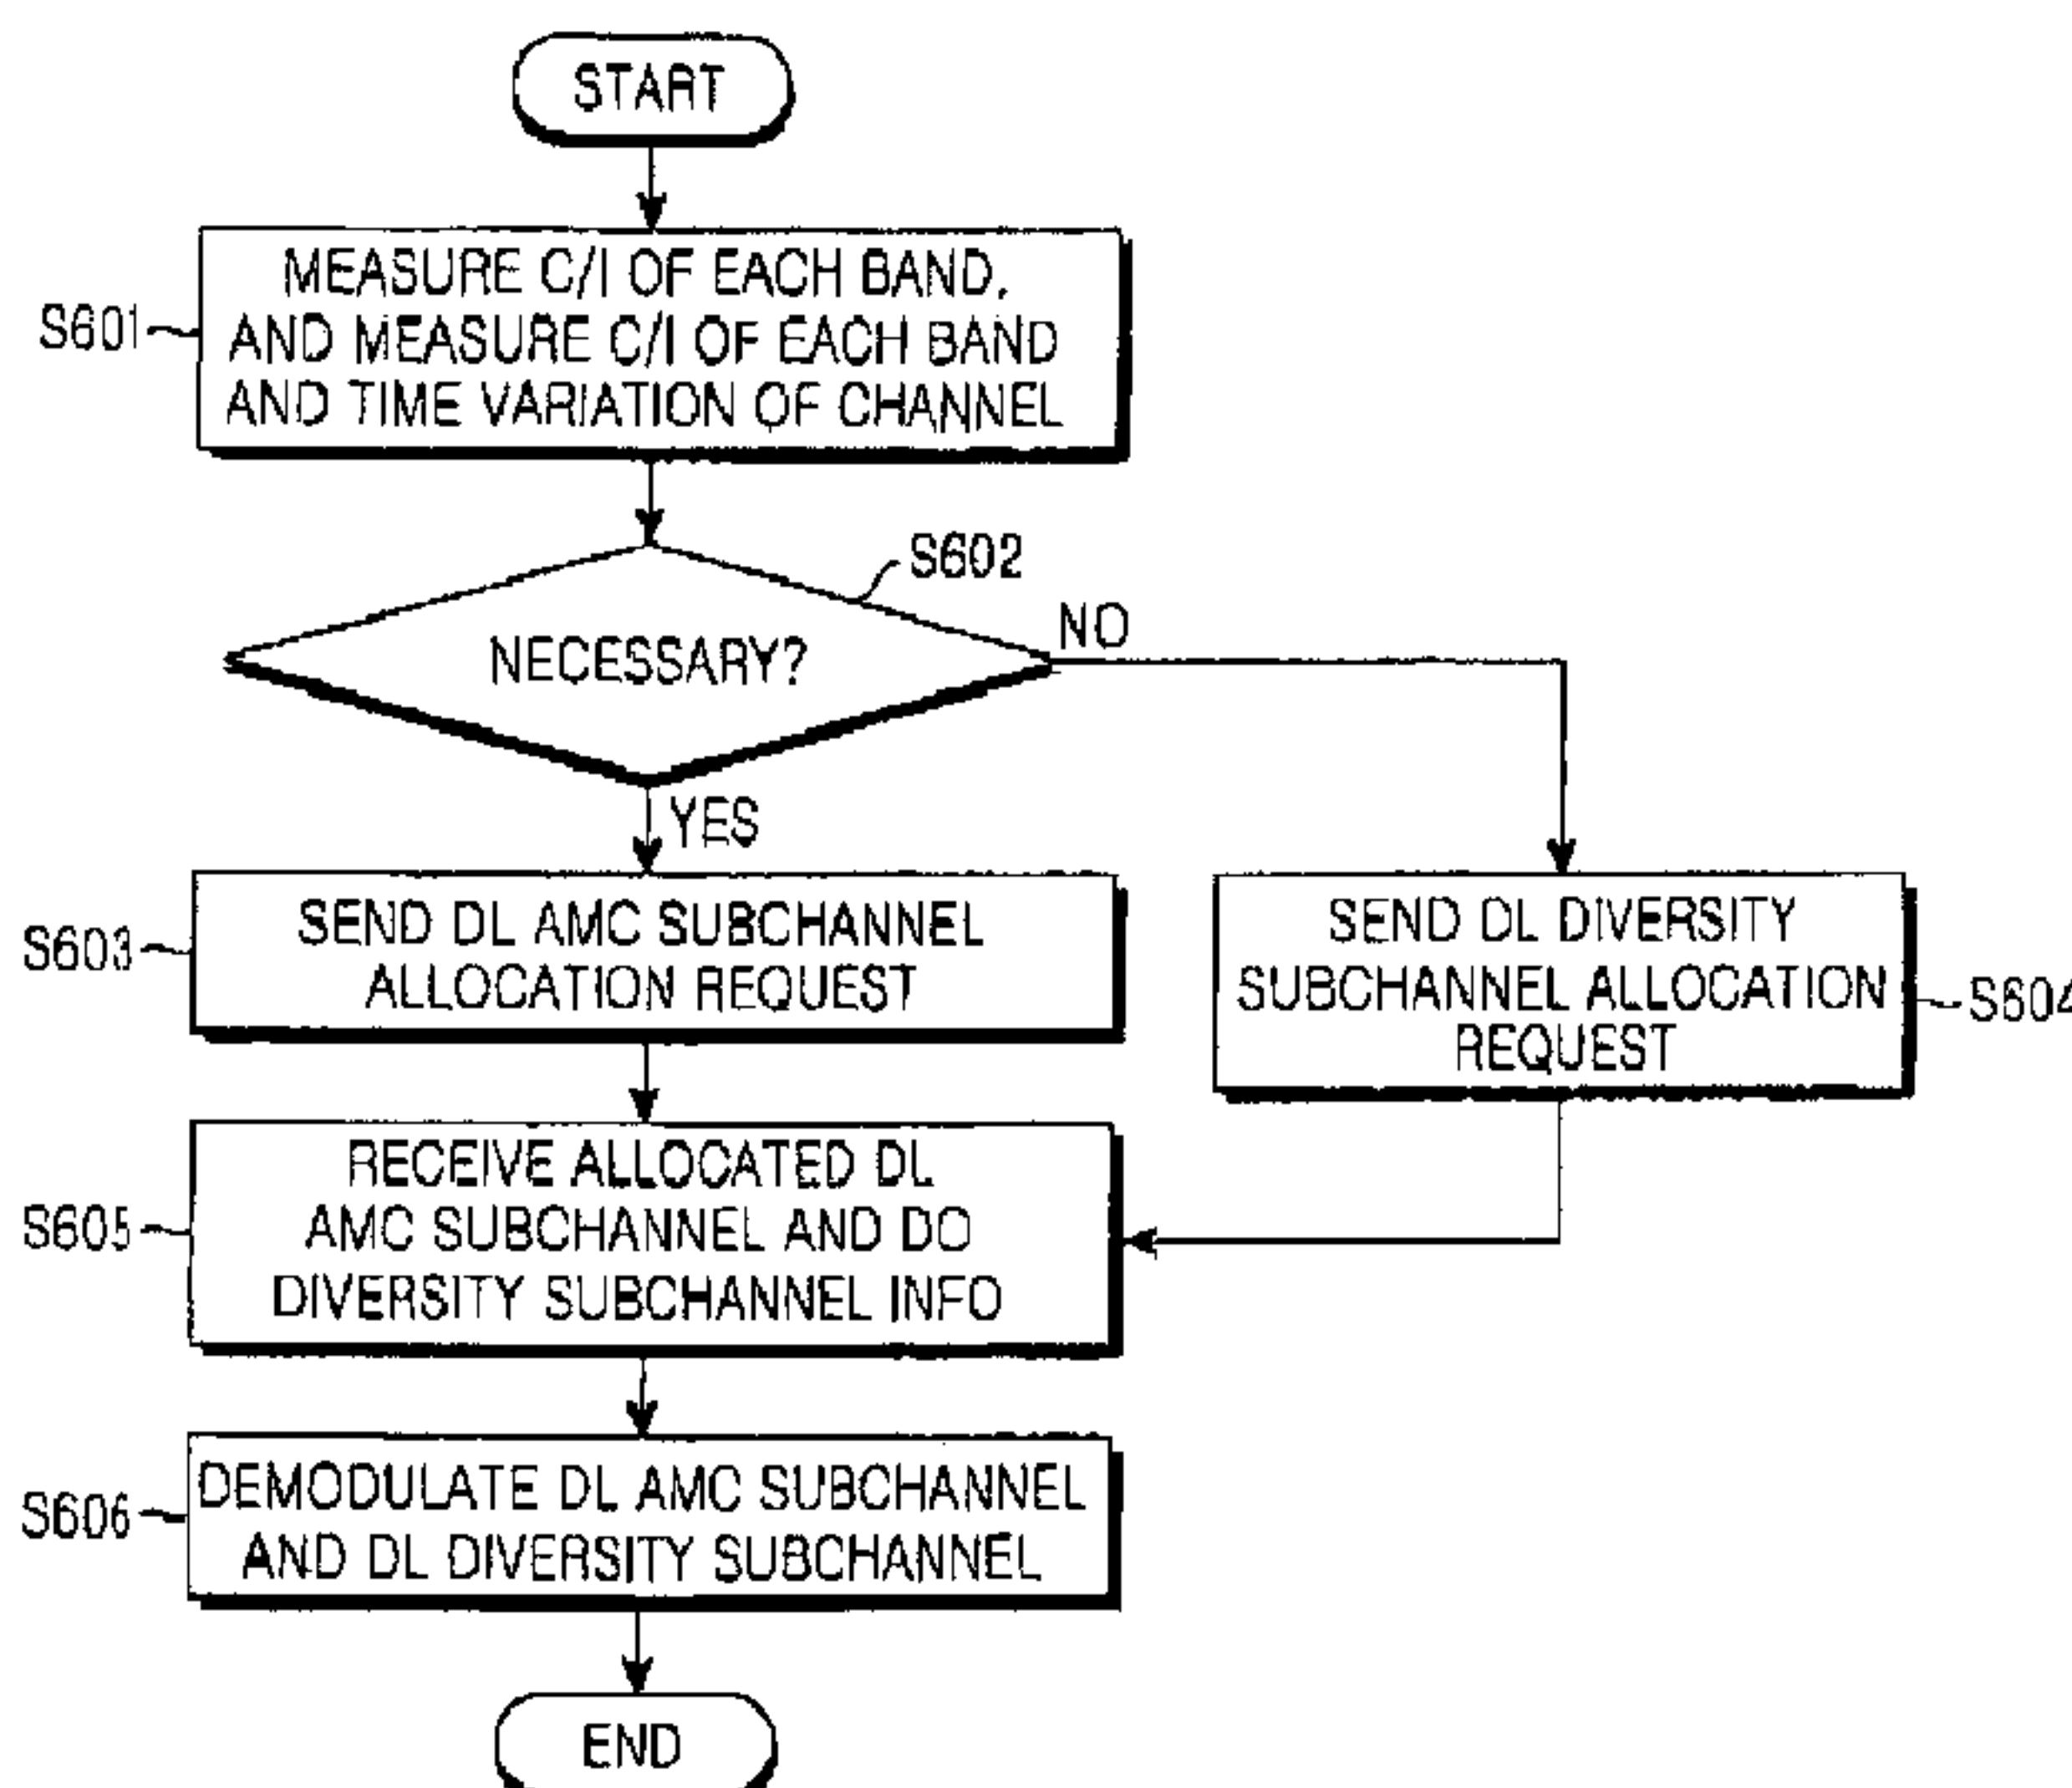 START
MEASURE C/I OF EACH BAND,
AND MEASURE C/I OF EACH BAND
AND TIME VARIATION OF CHANNEL
S601
S602
NECESSARY?
NO
YES
SEND DL AMC SUBCHANNEL
ALLOCATION REQUEST
S603
SEND DL DIVERSITY
SUBCHANNEL ALLOCATION
REQUEST
S604
RECEIVE ALLOCATED DL
AMC SUBCHANNEL AND DO
DIVERSITY SUBCHANNEL INFO
S605
DEMODULATE DL AMC SUBCHANNEL
AND DL DIVERSITY SUBCHANNEL
S606
END